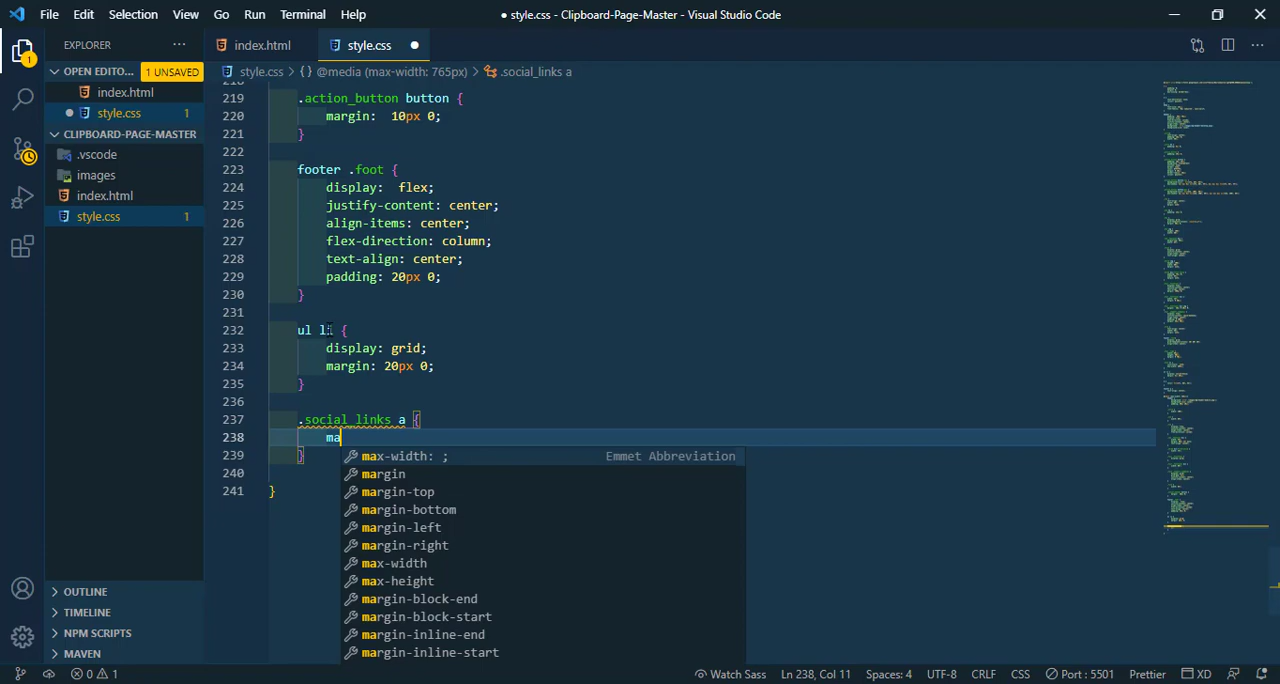 File Edit Selection View Go Run Terminal Help
● style.css - Clipboard-Page-Master - Visual Studio Code
EXPLORER
index.html
style.css
OPEN EDITO... 1 UNSAVED
style.css > {} @media (max-width: 765px) > .social_links a
index.html
style.css 1
CLIPBOARD-PAGE-MASTER
.vscode
images
index.html
style.css 1
219 .action_button button {
220 margin:  10px 0;
221 }
222
223 footer .foot {
224 display:  flex;
225 justify-content: center;
226 align-items: center;
227 flex-direction: column;
228 text-align: center;
229 padding: 20px 0;
230 }
231
232 ul li {
233 display: grid;
234 margin: 20px 0;
235 }
236
237 .social_links a {
238 ma
239 }
240
241 }
max-width: ; Emmet Abbreviation
margin
margin-top
margin-bottom
margin-left
margin-right
max-width
max-height
margin-block-end
margin-block-start
margin-inline-end
margin-inline-start
OUTLINE
TIMELINE
NPM SCRIPTS
MAVEN
0 1
Watch Sass Ln 238, Col 11 Spaces: 4 UTF-8 CRLF CSS Port : 5501 Prettier XD